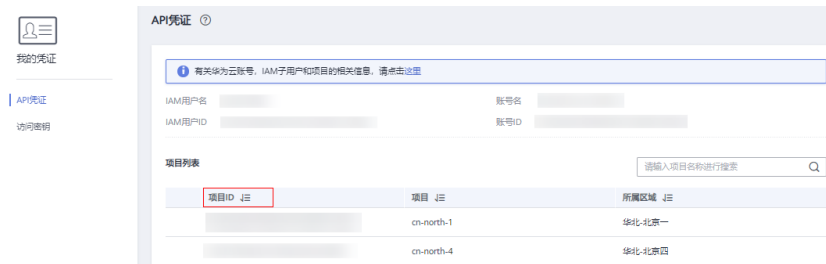 API凭证
我的凭证
有关华为云账号，IAM子用户和项目的相关信息，请点击这里
API凭证
访问密钥
IAM用户名 账号名
IAM用户ID 账号ID
项目列表 请输入项目名称进行搜索
项目ID 项目 所属区域
cn-north-1 华北-北京一
cn-north-4 华北-北京四